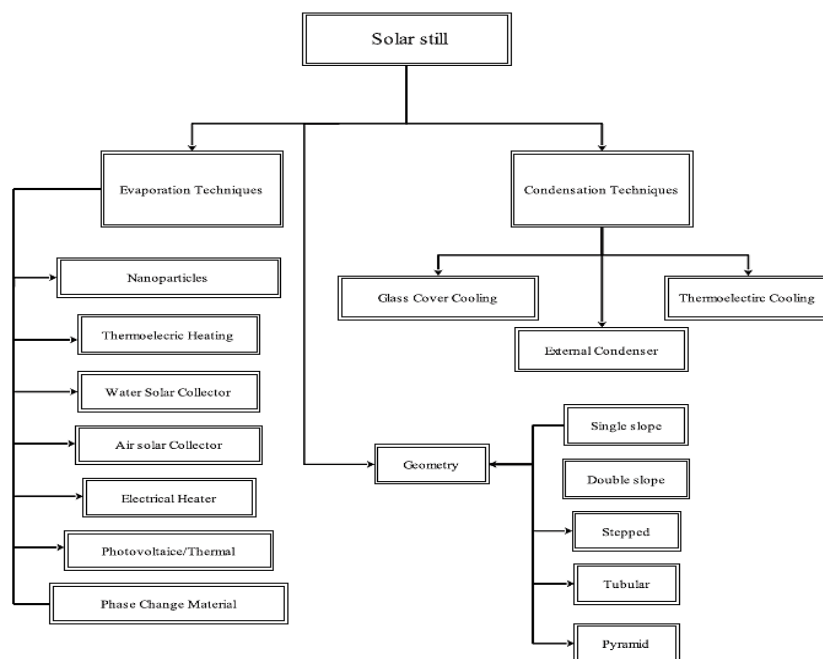 Solar still
Evaporation Techniques
Condensation Techniques
Nanoparticles
Thermoelecric Heating
Water Solar Collector
Air solar Collector
Electrical Heater
Photovoltaice/Thermal
Phase Change Material
Glass Cover Cooling
Thermoelectirc Cooling
External Condenser
Geometry
Single slope
Double slope
Stepped
Tubular
Pyramid